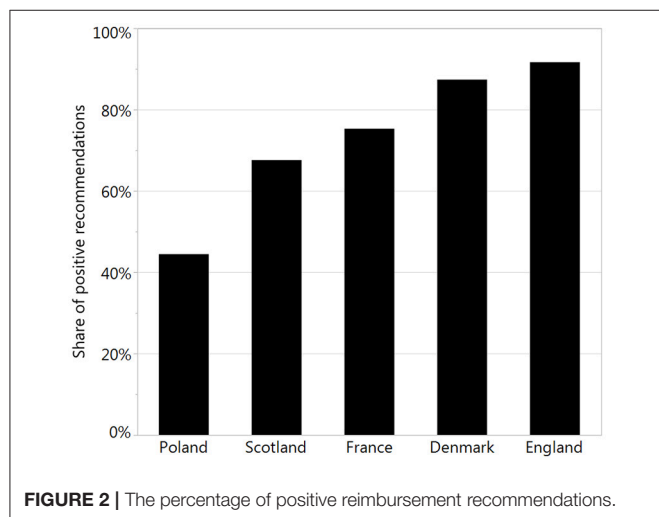 100%
80%
60%
40%
20%
0%
Share of positive recommendations
Poland Scotland France Denmark England
FIGURE 2 | The percentage of positive reimbursement recommendations.